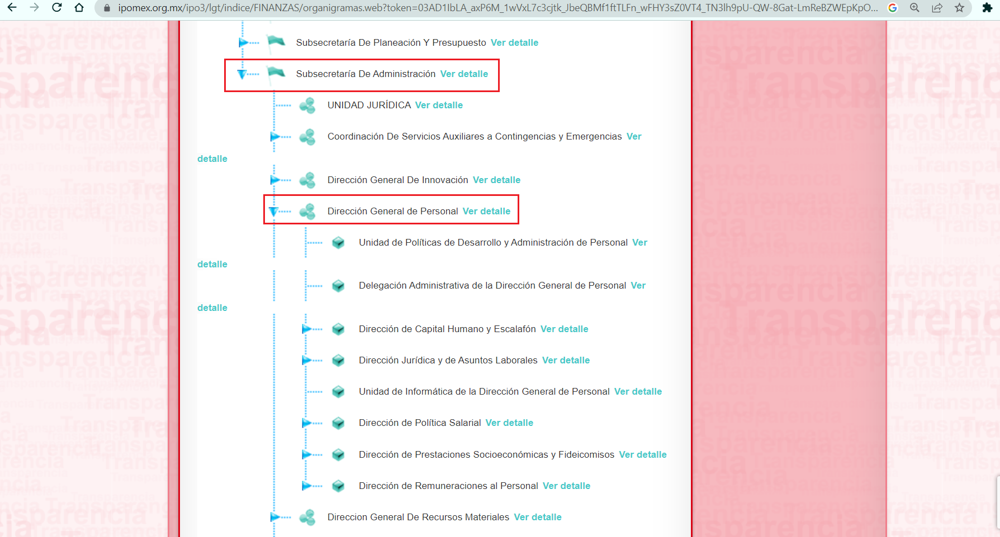 ipomex.org.mx/ipo3/lgt/indice/FINANZAS/organigramas.web?token=03AD1IbLA_axP6M_1wVxL7c3cjtk_JbeQBMf1ftTLFn_wFHY3sZ0VT4_TN3lh9pU-QW-8Gat-LmReBZWEpKpO...
Subsecretaría De Planeación Y Presupuesto Ver detalle
Subsecretaría De Administración Ver detalle
UNIDAD JURÍDICA Ver detalle
Coordinación De Servicios Auxiliares a Contingencias y Emergencias Ver
detalle
Dirección General De Innovación Ver detalle
Dirección General de Personal Ver detalle
Unidad de Políticas de Desarrollo y Administración de Personal Ver
detalle
Delegación Administrativa de la Dirección General de Personal Ver
detalle
Dirección de Capital Humano y Escalafón Ver detalle
Dirección Jurídica y de Asuntos Laborales Ver detalle
Unidad de Informática de la Dirección General de Personal Ver detalle
Dirección de Política Salarial Ver detalle
Dirección de Prestaciones Socioeconómicas y Fideicomisos Ver detalle
Dirección de Remuneraciones al Personal Ver detalle
Direccion General De Recursos Materiales Ver detalle